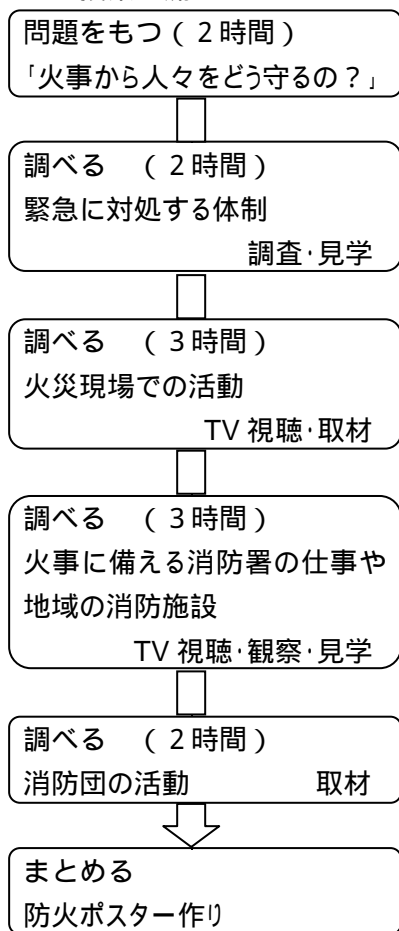 問題をもつ(2時間)
「火事から人々をどう守るの?」
調べる (2時間)
緊急に対処する体制
調査・見学
調べる (3時間)
火災現場での活動
TV 視聴・取材
調べる (3時間)
火事に備える消防署の仕事や
地域の消防施設
TV 視聴・観察・見学
調べる (2時間)
消防団の活動 取材
まとめる
防火ポスター作り